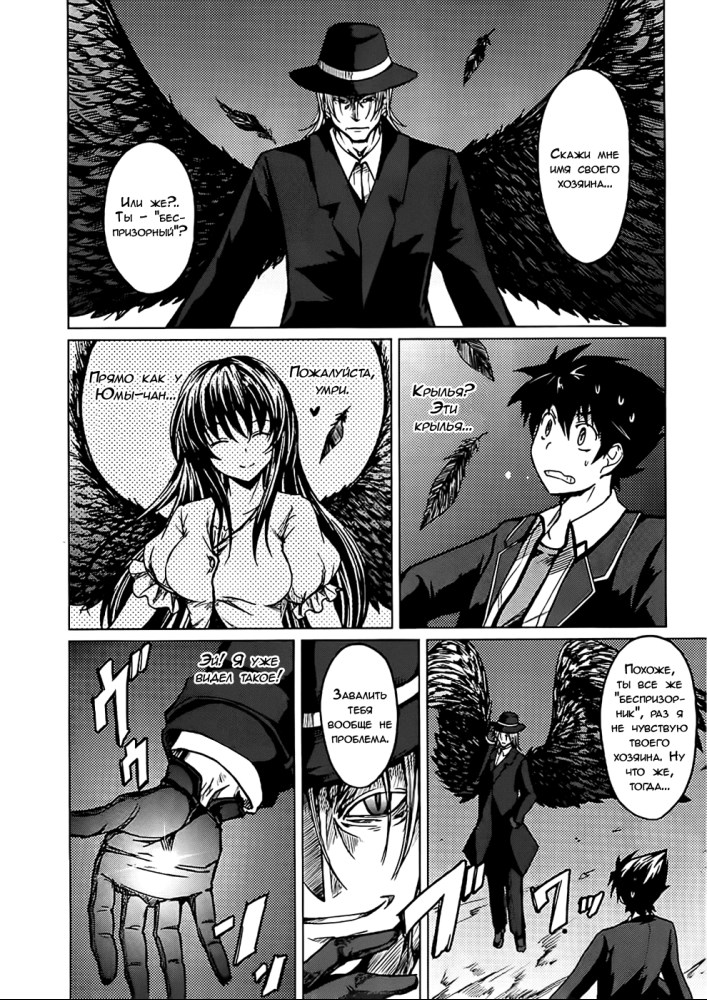 Скажи мне
имя своего
хозяина...
Или же?..
Ты – "бес-
призорный"?
Крылья?
Эти
крылья...
Пожалуйста,
умри.
Прямо как у
Юмы-чан...
Похоже,
ты все же
"беспризор-
ник", раз я
не чувствую
твоего
хозяина. Ну
что же,
тогда...
Завалить
тебя
вообще не
проблема.
Эй! Я уже
видел такое!